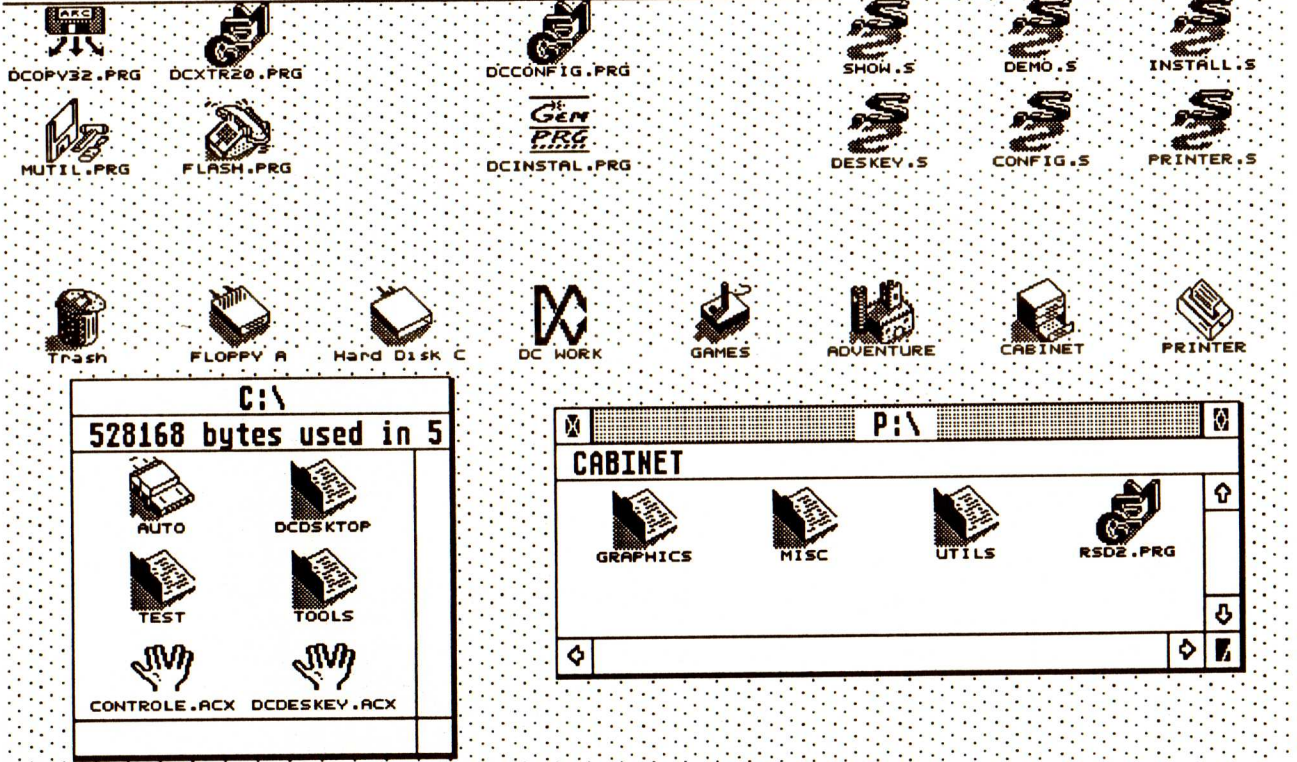 ARC
DCOPY32.PRG DCXTR20.PRG DCCONFIG.PRG SHOW.S DEMO.S INSTALL.S
GEM
PRG
MUTIL.PRG FLASH.PRG DCINSTAL.PRG DESKEY.S CONFIG.S PRINTER.S
Trash FLOPPY A Hard Disk C DC WORK GAMES ADVENTURE CABINET PRINTER
C:\
528168 bytes used in 5
AUTO DCDSKTOP
TEST TOOLS
CONTROLE.ACX DCDESKEY.ACX
P:\
CABINET
GRAPHICS MISC UTILS RSD2.PRG